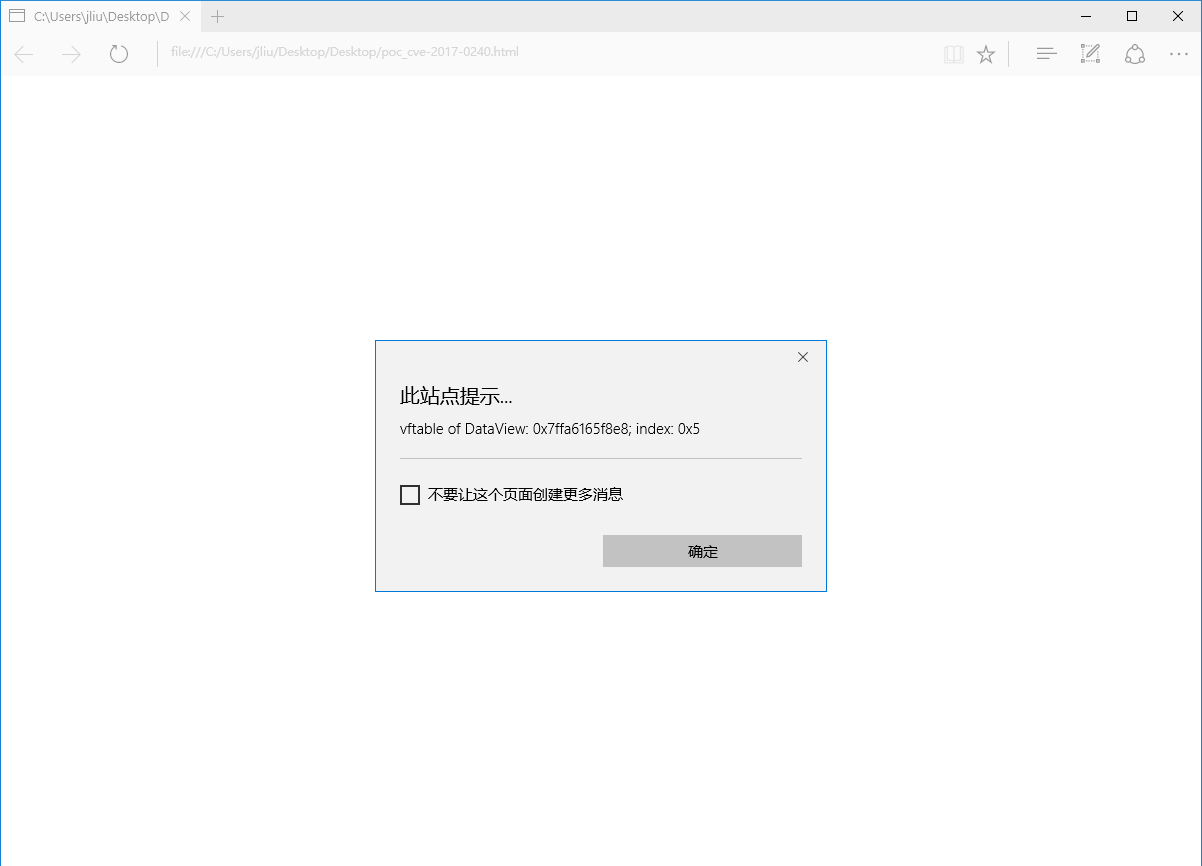 C:\Users\jliu\Desktop\D
file:///C:/Users/jliu/Desktop/Desktop/poc_cve-2017-0240.html
此站点提示...
vftable of DataView: 0x7ffa6165f8e8; index: 0x5
不要让这个页面创建更多消息
确定